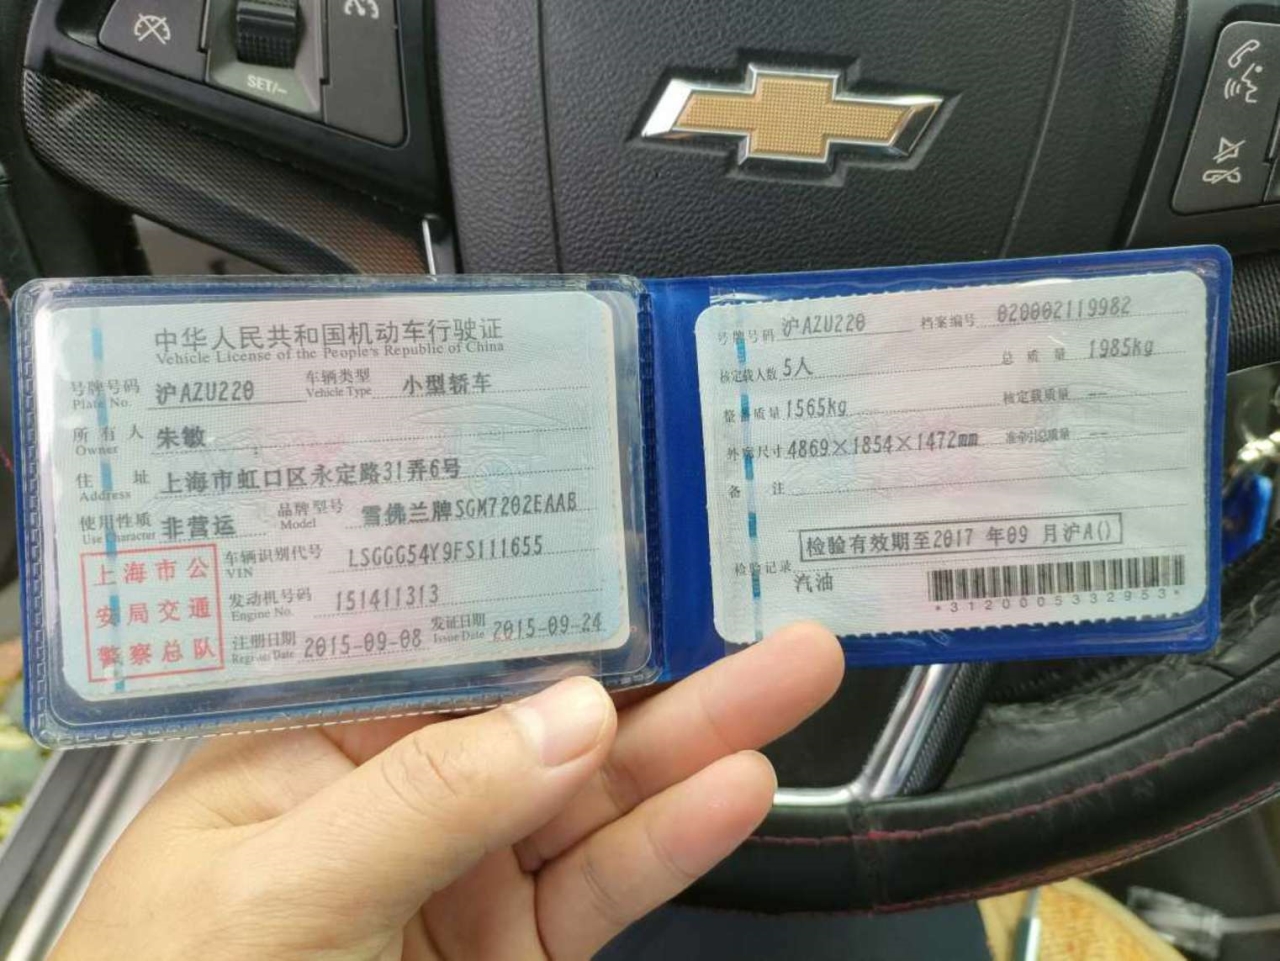 SET/-
中华人民共和国机动车行驶证
Vehicle License of the People's Republic of China
号牌号码 沪AZU220 车辆类型 小型轿车
Plate No. Vehicle Type
所有人 朱敏
Owner
住址 上海市虹口区永定路31弄6号
Address
使用性质 非营运 品牌型号 雪佛兰牌SGM7202EAAB
Use Character Model
上海市公
安局交通
警察总队
车辆识别代号 LSGGG54Y9FS111655
VIN
发动机号码 151411313
Engine No.
注册日期 2015-09-08 发证日期 2015-09-24
Register Date Issue Date
号牌号码 沪AZU220 档案编号 020002119982
核定载人数 5人 总质量 1985kg
整备质量 1565kg 核定载质量 --
外廓尺寸 4869×1854×1472mm 准牵引总质量 --
备注
检验有效期至2017 年09 月沪A()
检验记录
汽油
*3120005332953*